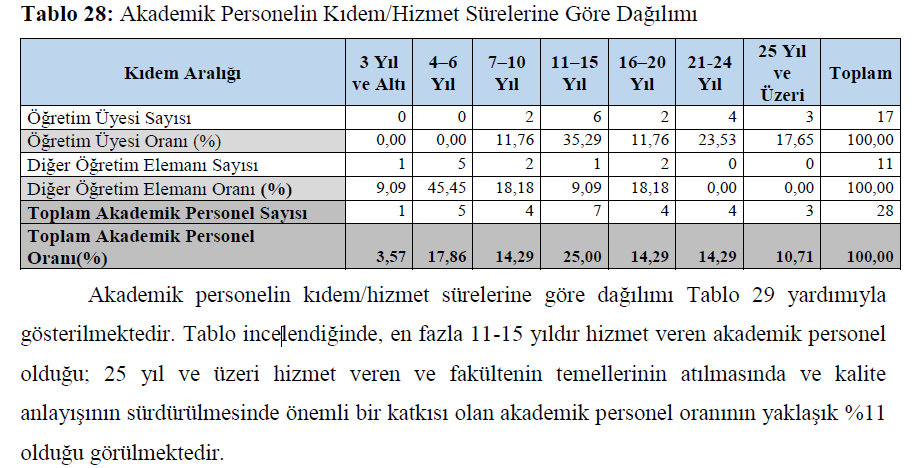 Tablo 28: Akademik Personelin Kıdem/Hizmet Sürelerine Göre Dağılımı
Kıdem Aralığı 3 Yıl ve Altı 4–6 Yıl 7–10 Yıl 11–15 Yıl 16–20 Yıl 21-24 Yıl 25 Yıl ve Üzeri Toplam
Öğretim Üyesi Sayısı 0 0 2 6 2 4 3 17
Öğretim Üyesi Oranı (%) 0,00 0,00 11,76 35,29 11,76 23,53 17,65 100,00
Diğer Öğretim Elemanı Sayısı 1 5 2 1 2 0 0 11
Diğer Öğretim Elemanı Oranı (%) 9,09 45,45 18,18 9,09 18,18 0,00 0,00 100,00
Toplam Akademik Personel Sayısı 1 5 4 7 4 4 3 28
Toplam Akademik Personel Oranı(%) 3,57 17,86 14,29 25,00 14,29 14,29 10,71 100,00
Akademik personelin kıdem/hizmet sürelerine göre dağılımı Tablo 29 yardımıyla
gösterilmektedir. Tablo incelendiğinde, en fazla 11-15 yıldır hizmet veren akademik personel
olduğu; 25 yıl ve üzeri hizmet veren ve fakültenin temellerinin atılmasında ve kalite
anlayışının sürdürülmesinde önemli bir katkısı olan akademik personel oranının yaklaşık %11
olduğu görülmektedir.